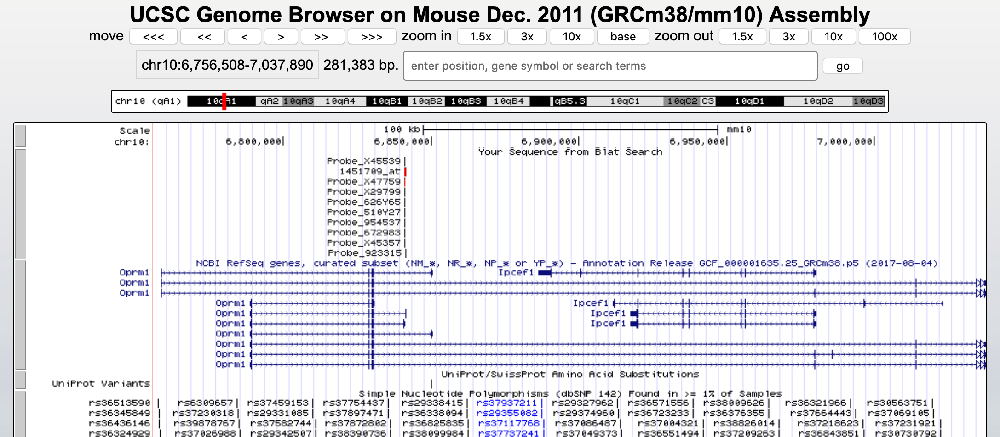 UCSC Genome Browser on Mouse Dec. 2011 (GRCm38/mm10) Assembly
move <<< << < > >> >>> zoom in 1.5x 3x 10x base zoom out 1.5x 3x 10x 100x
chr10:6,756,508-7,037,890 281,383 bp. enter position, gene symbol or search terms go
chr10 (qA1) 10qA1 qA2 10qA3 10qA4 10qB1 10qB2 10qB3 10qB4 qB5.3 10qC1 10qC2 C3 10qD1 10qD2 10qD3
Scale 100 kb mm10
chr10: 6,800,000 6,850,000 6,900,000 6,950,000 7,000,000
Your Sequence from Blat Search
Probe_X45539
1451709_at
Probe_X47759
Probe_X29799
Probe_626Y65
Probe_510Y27
Probe_954537
Probe_672983
Probe_X45357
Probe_923315
NCBI RefSeq genes, curated subset (NM_*, NR_*, NP_* or YP_*) - Annotation Release GCF_000001635.25_GRCm38.p5 (2017-08-04)
Oprm1 Ipcef1
Oprm1
Oprm1
Oprm1 Ipcef1
Oprm1 Ipcef1
Oprm1 Ipcef1
Oprm1
Oprm1
Oprm1
Oprm1
UniProt/SwissProt Amino Acid Substitutions
UniProt Variants
Simple Nucleotide Polymorphisms (dbSNP 142) Found in >= 1% of Samples
rs36513590 rs6309657 rs37459153 rs37754437 rs29338415 rs37937211 rs29327962 rs36571556 rs38009626 rs36321966 rs30563751
rs36345849 rs37230318 rs29331085 rs37897471 rs36338094 rs29355082 rs29374960 rs36723233 rs36376355 rs37664443 rs37069105
rs36436146 rs39878767 rs37582744 rs37872802 rs36825835 rs37117768 rs37086487 rs37004321 rs38826014 rs37218623 rs37231921
rs36324929 rs37026988 rs29342507 rs38390736 rs38099984 rs37737241 rs37049373 rs36551494 rs37209263 rs36843851 rs30730792